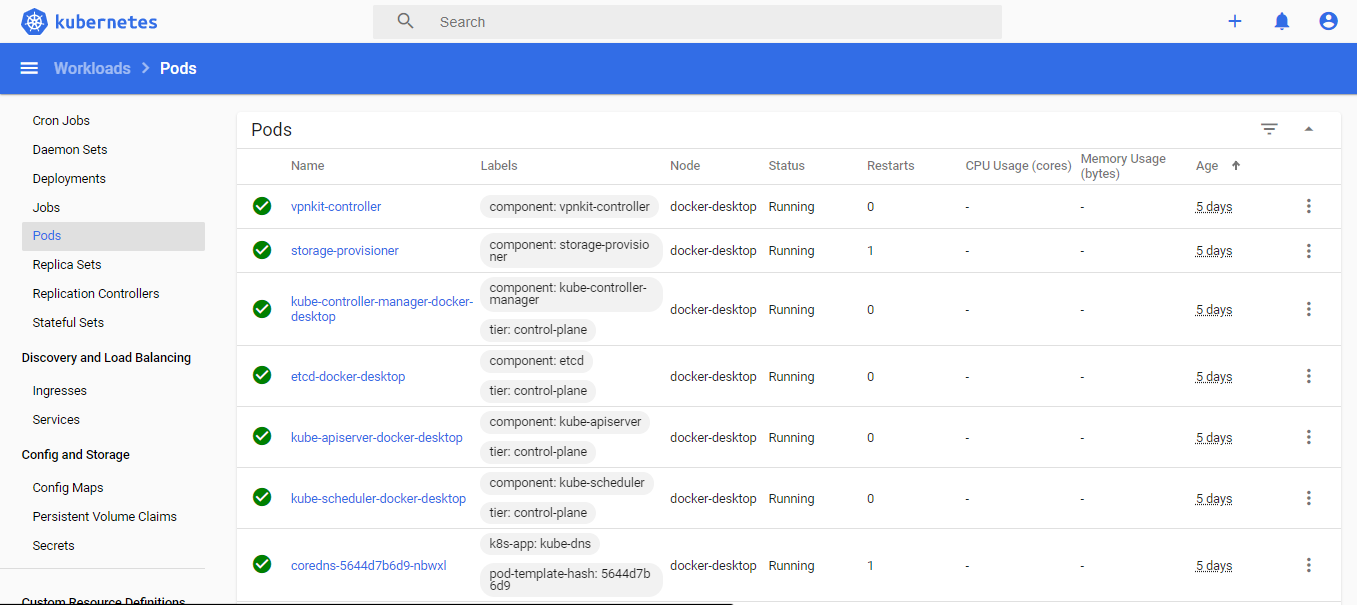 kubernetes
Search
Workloads > Pods
Cron Jobs
Daemon Sets
Deployments
Jobs
Pods
Replica Sets
Replication Controllers
Stateful Sets
Discovery and Load Balancing
Ingresses
Services
Config and Storage
Config Maps
Persistent Volume Claims
Secrets
Custom Resource Definitions
Pods
Name Labels Node Status Restarts CPU Usage (cores) Memory Usage
(bytes) Age
vpnkit-controller component: vpnkit-controller docker-desktop Running 0 - - 5 days
storage-provisioner component: storage-provisio
ner docker-desktop Running 1 - - 5 days
kube-controller-manager-docker-
desktop component: kube-controller-
manager
tier: control-plane docker-desktop Running 0 - - 5 days
etcd-docker-desktop component: etcd
tier: control-plane docker-desktop Running 0 - - 5 days
kube-apiserver-docker-desktop component: kube-apiserver
tier: control-plane docker-desktop Running 0 - - 5 days
kube-scheduler-docker-desktop component: kube-scheduler
tier: control-plane docker-desktop Running 0 - - 5 days
coredns-5644d7b6d9-nbwxl k8s-app: kube-dns
pod-template-hash: 5644d7b
6d9 docker-desktop Running 1 - - 5 days